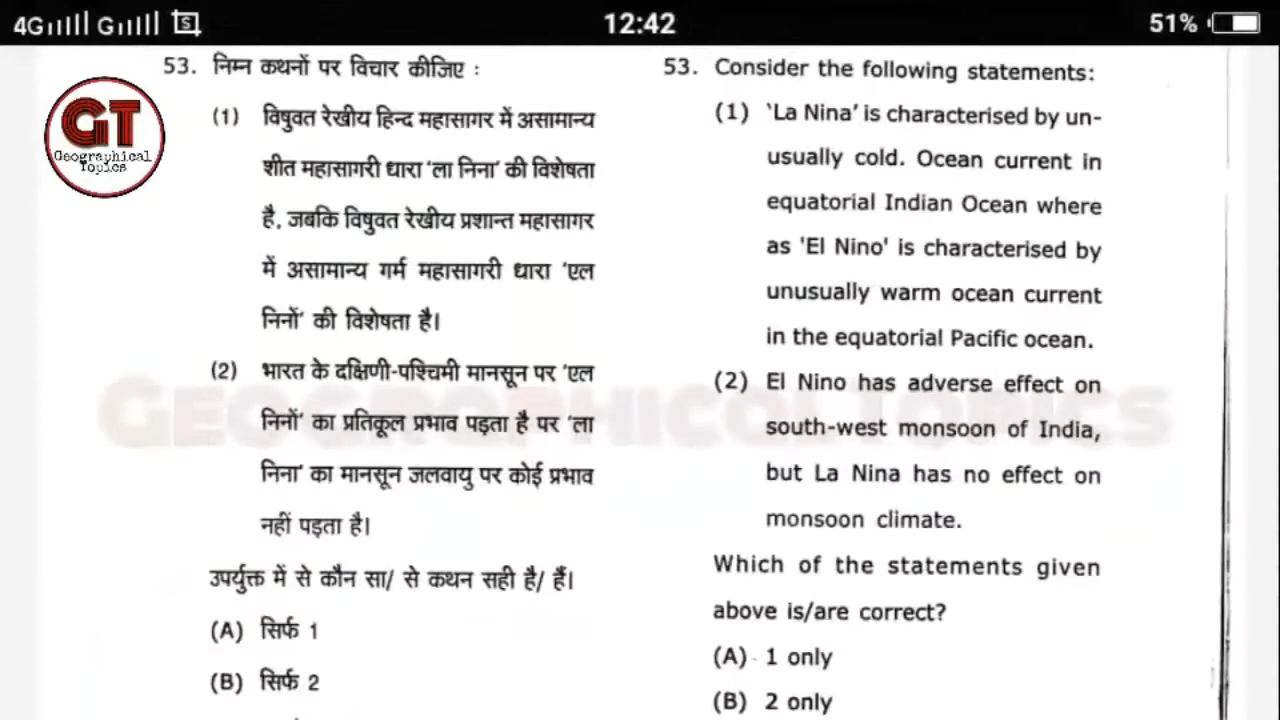 4G G 12:42 51%
GT
Geographical
Topics
53. निम्न कथनों पर विचार कीजिए :
(1) विषुवत रेखीय हिन्द महासागर में असामान्य
शीत महासागरी धारा 'ला निना' की विशेषता
है, जबकि विषुवत रेखीय प्रशान्त महासागर
में असामान्य गर्म महासागरी धारा 'एल
निनों' की विशेषता है।
(2) भारत के दक्षिणी-पश्चिमी मानसून पर 'एल
निनों' का प्रतिकूल प्रभाव पड़ता है पर 'ला
निना' का मानसून जलवायु पर कोई प्रभाव
नहीं पड़ता है।
उपर्युक्त में से कौन सा/ से कथन सही है/ हैं।
(A) सिर्फ 1
(B) सिर्फ 2
53. Consider the following statements:
(1) 'La Nina' is characterised by un-
usually cold. Ocean current in
equatorial Indian Ocean where
as 'El Nino' is characterised by
unusually warm ocean current
in the equatorial Pacific ocean.
(2) El Nino has adverse effect on
south-west monsoon of India,
but La Nina has no effect on
monsoon climate.
Which of the statements given
above is/are correct?
(A) 1 only
(B) 2 only
GEOGRAPHICOL TOPICS